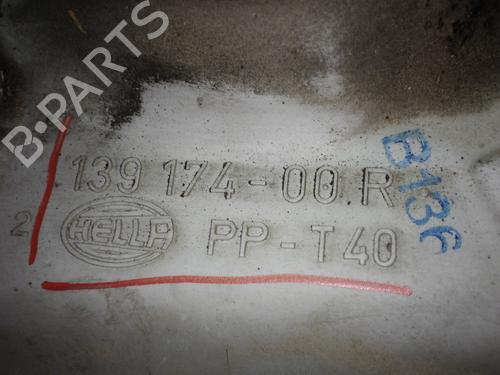 B-PARTS
139 174-00 R
2
HELLA PP-T40
B136